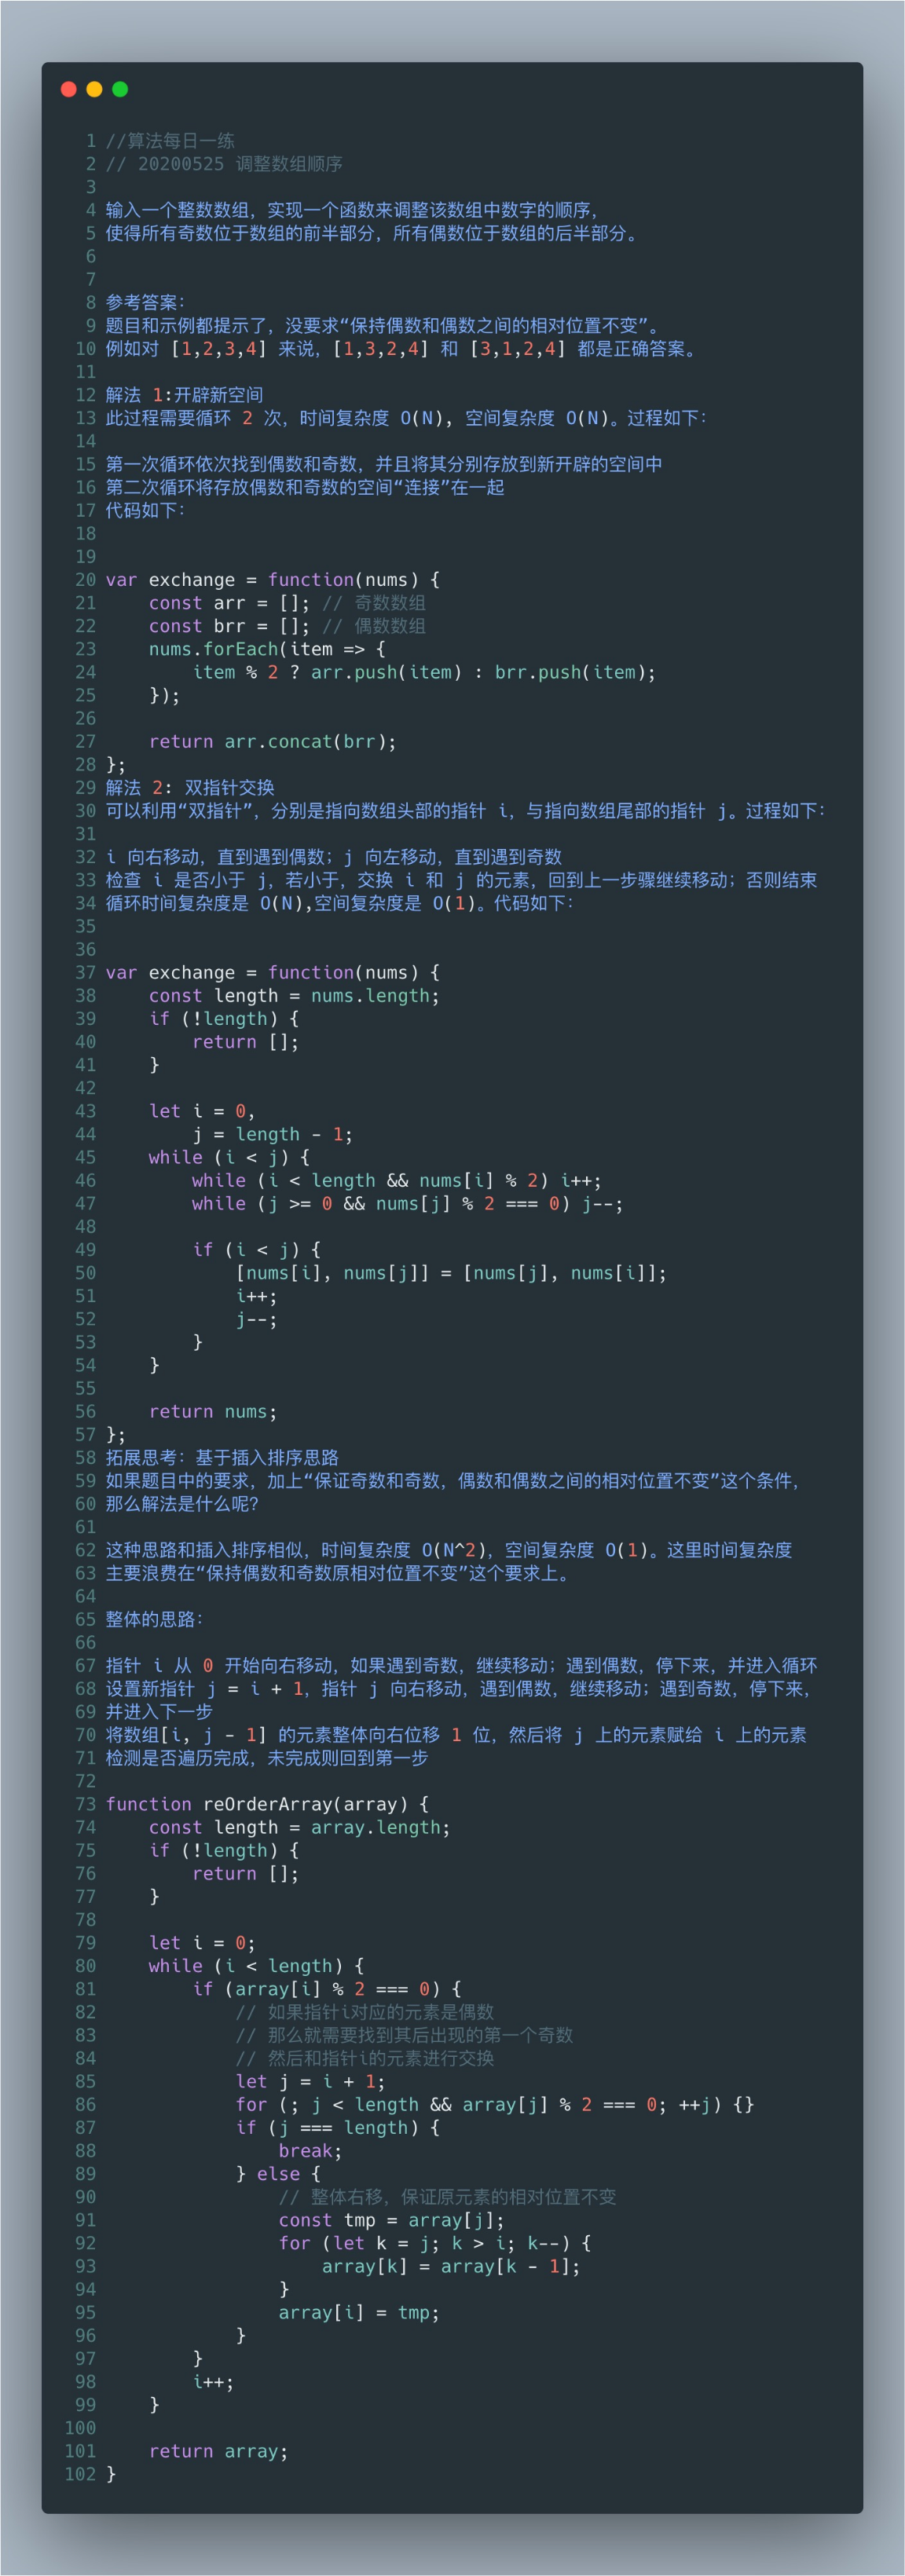 1 //算法每日一练
2 // 20200525 调整数组顺序
3
4 输入一个整数数组，实现一个函数来调整该数组中数字的顺序，
5 使得所有奇数位于数组的前半部分，所有偶数位于数组的后半部分。
6
7
8 参考答案：
9 题目和示例都提示了，没要求“保持偶数和偶数之间的相对位置不变”。
10 例如对 [1,2,3,4] 来说，[1,3,2,4] 和 [3,1,2,4] 都是正确答案。
11
12 解法 1:开辟新空间
13 此过程需要循环 2 次，时间复杂度 O(N), 空间复杂度 O(N)。过程如下：
14
15 第一次循环依次找到偶数和奇数，并且将其分别存放到新开辟的空间中
16 第二次循环将存放偶数和奇数的空间“连接”在一起
17 代码如下：
18
19
20 var exchange = function(nums) {
21     const arr = []; // 奇数数组
22     const brr = []; // 偶数数组
23     nums.forEach(item => {
24         item % 2 ? arr.push(item) : brr.push(item);
25     });
26
27     return arr.concat(brr);
28 };
29 解法 2: 双指针交换
30 可以利用“双指针”，分别是指向数组头部的指针 i，与指向数组尾部的指针 j。过程如下：
31
32 i 向右移动，直到遇到偶数；j 向左移动，直到遇到奇数
33 检查 i 是否小于 j，若小于，交换 i 和 j 的元素，回到上一步骤继续移动；否则结束
34 循环时间复杂度是 O(N),空间复杂度是 O(1)。代码如下：
35
36
37 var exchange = function(nums) {
38     const length = nums.length;
39     if (!length) {
40         return [];
41     }
42
43     let i = 0,
44         j = length - 1;
45     while (i < j) {
46         while (i < length && nums[i] % 2) i++;
47         while (j >= 0 && nums[j] % 2 === 0) j--;
48
49         if (i < j) {
50             [nums[i], nums[j]] = [nums[j], nums[i]];
51             i++;
52             j--;
53         }
54     }
55
56     return nums;
57 };
58 拓展思考：基于插入排序思路
59 如果题目中的要求，加上“保证奇数和奇数，偶数和偶数之间的相对位置不变”这个条件，
60 那么解法是什么呢？
61
62 这种思路和插入排序相似，时间复杂度 O(N^2)，空间复杂度 O(1)。这里时间复杂度
63 主要浪费在“保持偶数和奇数原相对位置不变”这个要求上。
64
65 整体的思路：
66
67 指针 i 从 0 开始向右移动，如果遇到奇数，继续移动；遇到偶数，停下来，并进入循环
68 设置新指针 j = i + 1，指针 j 向右移动，遇到偶数，继续移动；遇到奇数，停下来，
69 并进入下一步
70 将数组[i, j - 1] 的元素整体向右位移 1 位，然后将 j 上的元素赋给 i 上的元素
71 检测是否遍历完成，未完成则回到第一步
72
73 function reOrderArray(array) {
74     const length = array.length;
75     if (!length) {
76         return [];
77     }
78
79     let i = 0;
80     while (i < length) {
81         if (array[i] % 2 === 0) {
82             // 如果指针i对应的元素是偶数
83             // 那么就需要找到其后出现的第一个奇数
84             // 然后和指针i的元素进行交换
85             let j = i + 1;
86             for (; j < length && array[j] % 2 === 0; ++j) {}
87             if (j === length) {
88                 break;
89             } else {
90                 // 整体右移，保证原元素的相对位置不变
91                 const tmp = array[j];
92                 for (let k = j; k > i; k--) {
93                     array[k] = array[k - 1];
94                 }
95                 array[i] = tmp;
96             }
97         }
98         i++;
99     }
100
101     return array;
102 }